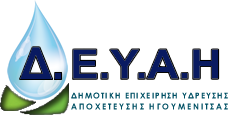 Δ.Ε.Υ.Α.Η
ΔΗΜΟΤΙΚΗ ΕΠΙΧΕΙΡΗΣΗ ΥΔΡΕΥΣΗΣ
ΑΠΟΧΕΤΕΥΣΗΣ ΗΓΟΥΜΕΝΙΤΣΑΣ